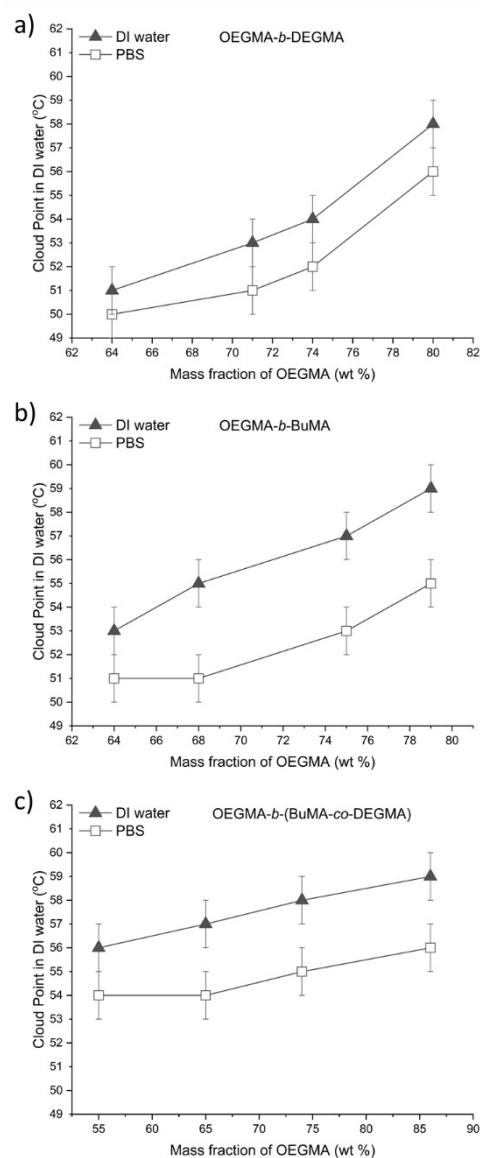 a)
DI water
PBS
OEGMA-b-DEGMA
Cloud Point in DI water (°C)
62
61
60
59
58
57
56
55
54
53
52
51
50
49
62 64 66 68 70 72 74 76 78 80 82
Mass fraction of OEGMA (wt %)
b)
DI water
PBS
OEGMA-b-BuMA
Cloud Point in DI water (°C)
62
61
60
59
58
57
56
55
54
53
52
51
50
49
62 64 66 68 70 72 74 76 78 80
Mass fraction of OEGMA (wt %)
c)
DI water
PBS
OEGMA-b-(BuMA-co-DEGMA)
Cloud Point in DI water (°C)
62
61
60
59
58
57
56
55
54
53
52
51
50
49
55 60 65 70 75 80 85 90
Mass fraction of OEGMA (wt %)